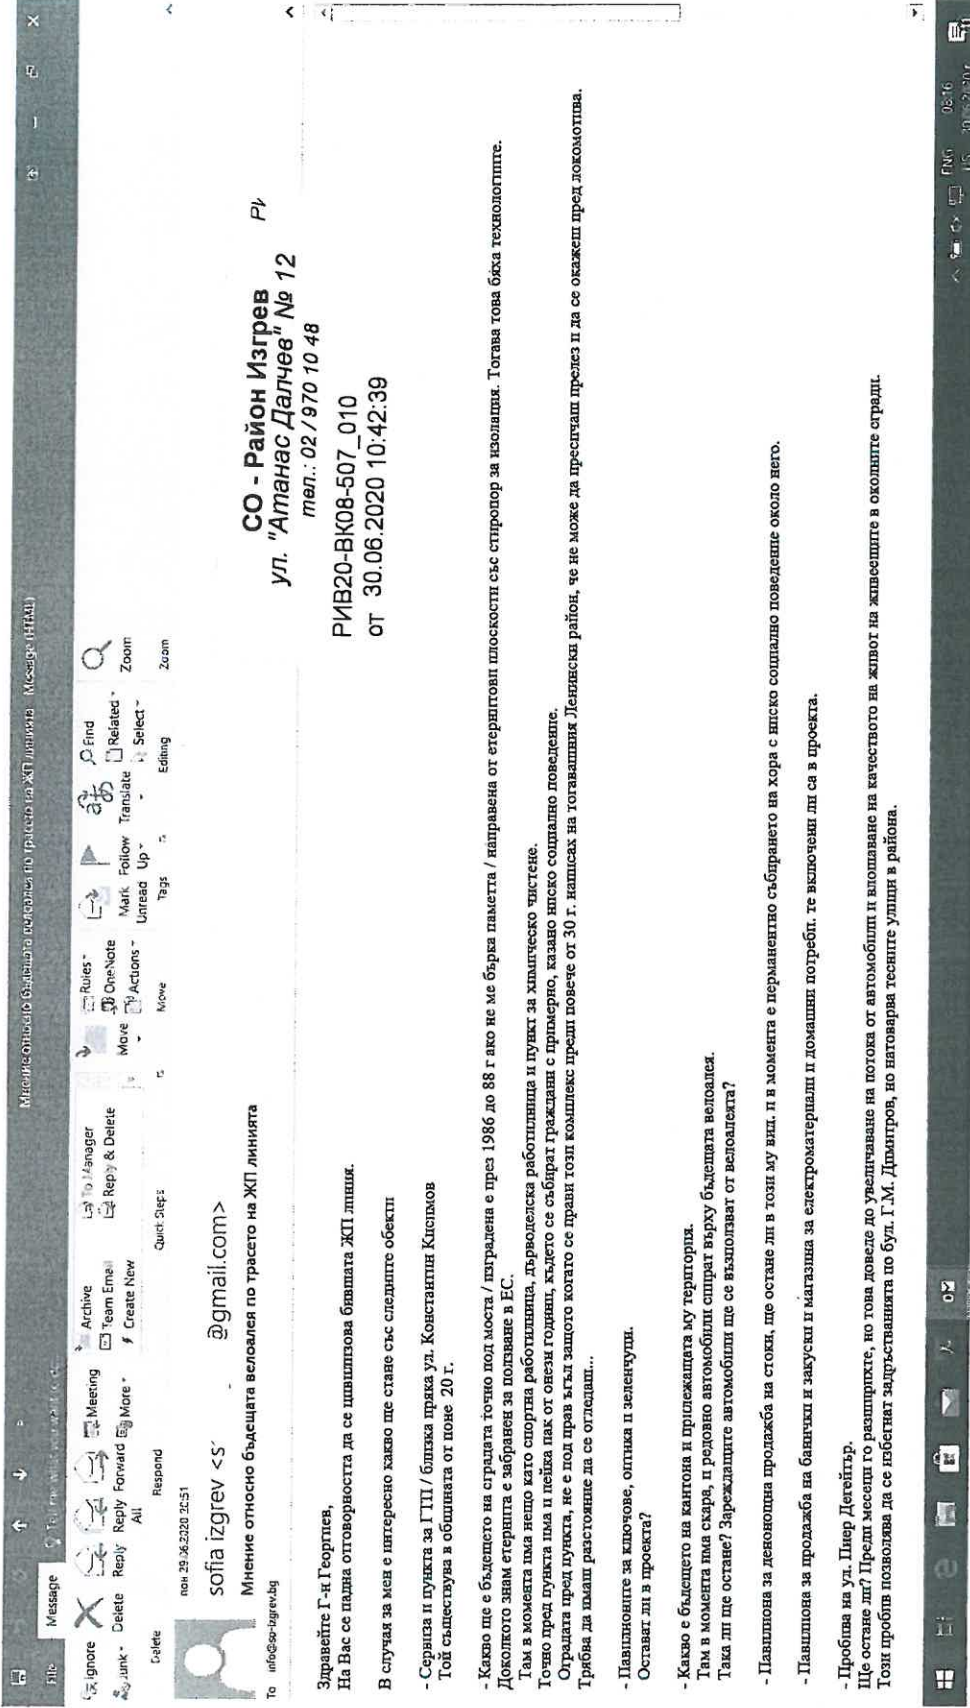 Мнение относно бъдещата велоалея по трасето на ЖП линията    Message (HTML)
File    Message
Ignore
Junk
Delete
Delete
Reply    Reply All    Forward
Meeting
More
Respond
Archive
Team Email
Create New
To Manager
Reply & Delete
Quick Steps
Move
Rules
OneNote
Actions
Move
Mark Unread    Follow Up
Tags
Translate
Find
Related
Select
Editing
Zoom
Zoom
пон 29.06.2020 20:51
sofia izgrev <s    @gmail.com>
Мнение относно бъдещата велоалея по трасето на ЖП линията
To    info@so-izgrev.bg
СО - Район Изгрев
ул. "Атанас Далчев" № 12
тел.: 02 / 970 10 48
РИ
РИВ20-ВК08-507_010
от 30.06.2020 10:42:39
Здравейте Г-н Георгиев,
На Вас се падна отговорността да се цивилизова бившата ЖП линия.
В случая за мен е интересно какво ще стане със следните обекти
- Сервиза и пункта за ГТП / близка пряка ул. Константин Кисимов
Той съществува в общината от поне 20 г.
- Какво ще е бъдещето на сградата точно под моста / изградена е през 1986 до 88 г ако не ме бърка паметта / направена от етернитови плоскости със стиропор за изолация. Тогава това бяха технологиите.
Доколкото знам етернита е забранен за ползване в ЕС.
Там в момента има нещо като спортна работилница, дърводелска работилница и пункт за химическо чистене.
Точно пред пункта има и пейка пак от онези години, където се събират граждани с примерно, казано ниско социално поведение.
Оградата пред пункта, не е под прав ъгъл защото когато се прави този комплекс преди повече от 30 г. написах на тогавашния Ленински район, че не може да пресичаш прелез и да се окажеш пред локомотива.
Трябва да имаш разстояние да се огледаш...
- Павилионите за ключове, оптика и зеленчуци.
Остават ли в проекта?
- Какво е бъдещето на кантона и прилежащата му територия.
Там в момента има скара, и редовно автомобили спират върху бъдещата велоалея.
Така ли ще остане? Зареждащите автомобили ще се възползват от велоалеята?
- Павилиона за денонощна продажба на стоки, ще остане ли в този му вид, и в момента е перманентно събирането на хора с ниско социално поведение около него.
- Павилиона за продажба на банички и закуски и магазина за електроматериали и домашни потреби, те включени ли са в проекта.
- Пробива на ул. Пиер Дегейтър.
Ще остане ли? Преди месеци го разширихте, но това доведе до увеличаване на потока от автомобили и влошаване на качеството на живот на живеещите в околните сгради.
Този пробив позволява да се избегнат задръстванията по бул. Г.М. Димитров, но натоварва тесните улици в района.
ENG
US
08:16